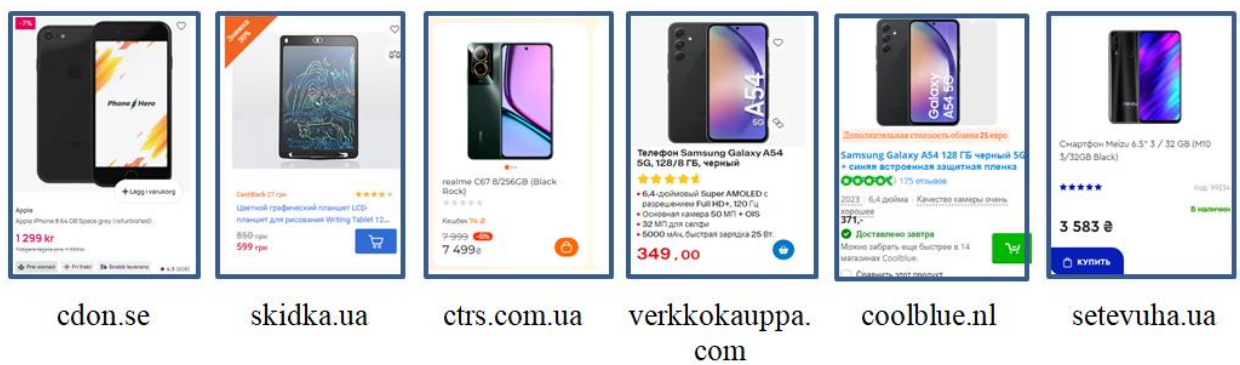 -7%
Phone Hero
+ Lägg i varukorg
Apple
Apple iPhone 8 64 GB Space grey (refurbished)
1 299 kr
Pre-owned
Fri frakt
Snabb leverans
★ 4.3
cdon.se
Знижка
30%
CashBack 27 грн
Цветной графический планшет LCD-
планшет для рисования Writing Tablet 12...
850 грн
599 грн
skidka.ua
realme C67 8/256GB (Black
Rock)
Кешбек 74 ₴
7 999 -6%
7 499₴
ctrs.com.ua
A54
5G
Телефон Samsung Galaxy A54
5G, 128/8 ГБ, черный
• 6,4-дюймовый Super AMOLED с
разрешением Full HD+, 120 Гц
• Основная камера 50 МП + OIS
• 32 МП для селфи
• 5000 мАч, быстрая зарядка 25 Вт.
349,00
verkkokauppa.
com
Galaxy
A54 5G
Дополнительная стоимость обмена 25 евро
Samsung Galaxy A54 128 ГБ черный 5G
+ синяя встроенная защитная пленка
175 отзывов
2023 | 6,4 дюйма | Качество камеры очень
хорошее
371,-
Доставлено завтра
Можно забрать еще быстрее в 14
магазинах Coolblue.
Сравнить этот продукт
coolblue.nl
Смартфон Meizu 6.5" 3 / 32 GB (M10
3/32GB Black)
Код: 99234
В наличии
3 583 ₴
КУПИТЬ
setevuha.ua